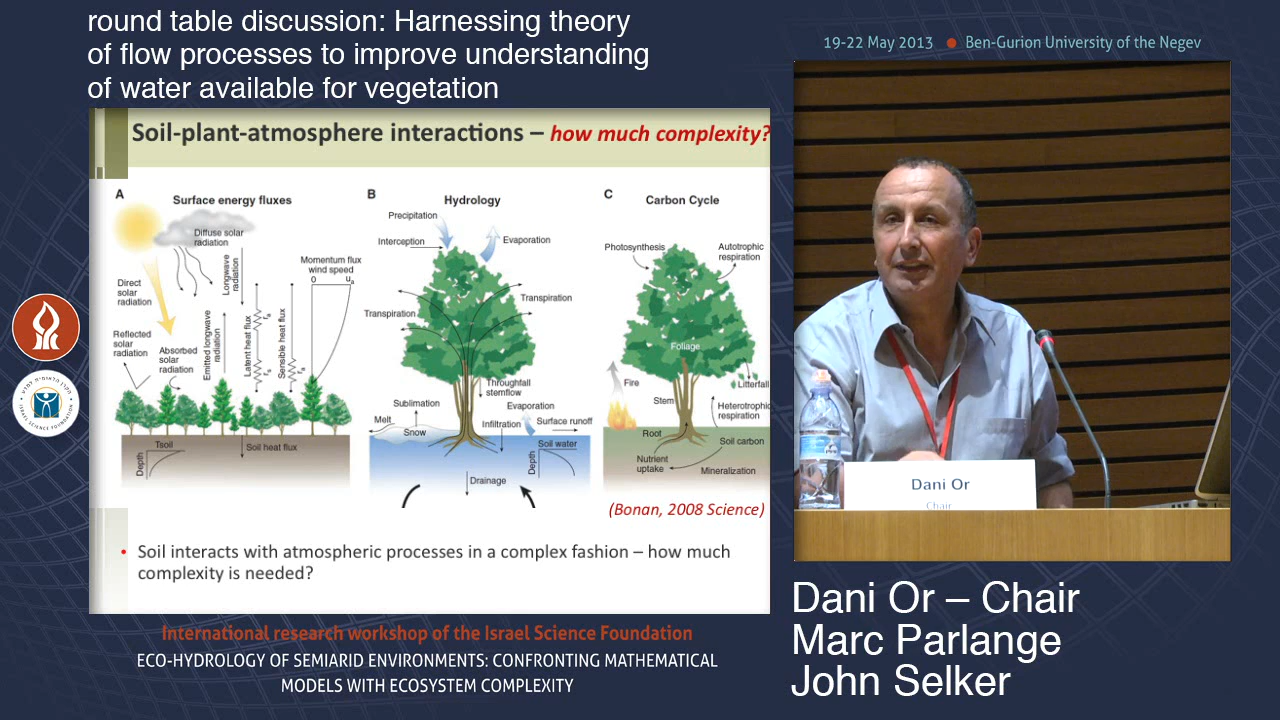 round table discussion: Harnessing theory
of flow processes to improve understanding
of water available for vegetation
19-22 May 2013 ● Ben-Gurion University of the Negev
Soil-plant-atmosphere interactions – how much complexity?
A
Surface energy fluxes
Diffuse solar
radiation
Longwave
radiation
Momentum flux
wind speed
0
ua
Direct
solar
radiation
Reflected
solar
radiation
Absorbed
solar
radiation
Emitted longwave
radiation
Latent heat flux
Sensible heat flux
Tsoil
Depth
Soil heat flux
B
Hydrology
Precipitation
Interception
Evaporation
Transpiration
Transpiration
Throughfall
stemflow
Sublimation
Evaporation
Melt
Snow
Infiltration
Surface runoff
Soil water
Depth
Drainage
C
Carbon Cycle
Photosynthesis
Autotrophic
respiration
Foliage
Fire
Litterfall
Stem
Heterotrophic
respiration
Root
Soil carbon
Nutrient
uptake
Mineralization
(Bonan, 2008 Science)
• Soil interacts with atmospheric processes in a complex fashion – how much
complexity is needed?
Dani Or
Chair
International research workshop of the Israel Science Foundation
ECO-HYDROLOGY OF SEMIARID ENVIRONMENTS: CONFRONTING MATHEMATICAL
MODELS WITH ECOSYSTEM COMPLEXITY
Dani Or – Chair
Marc Parlange
John Selker
ISRAEL SCIENCE FOUNDATION